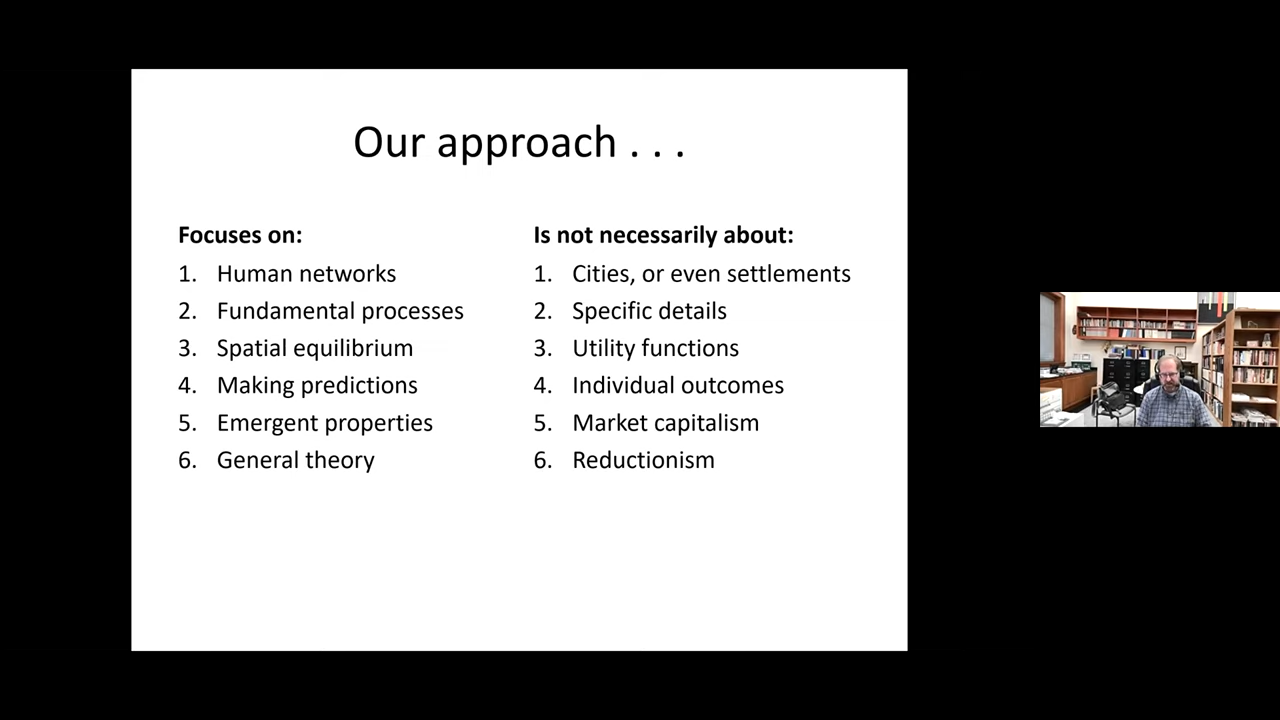 Our approach . . .
Focuses on:
1. Human networks
2. Fundamental processes
3. Spatial equilibrium
4. Making predictions
5. Emergent properties
6. General theory
Is not necessarily about:
1. Cities, or even settlements
2. Specific details
3. Utility functions
4. Individual outcomes
5. Market capitalism
6. Reductionism